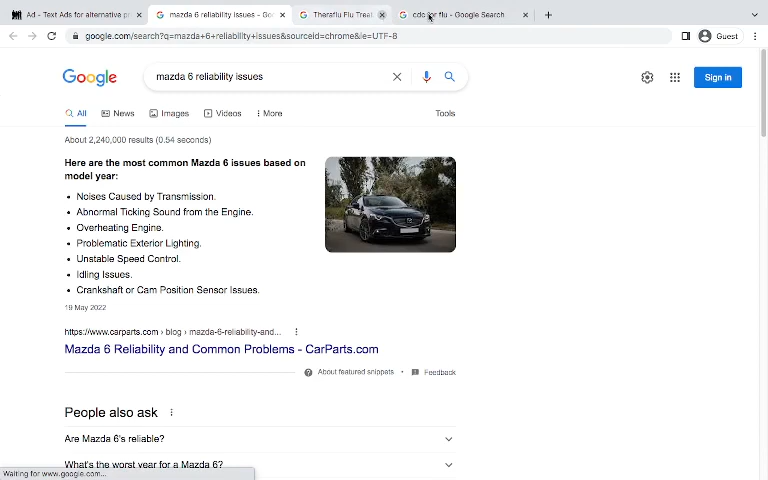 Ad - Text Ads for alternative pr
mazda 6 reliability issues - Goo
Theraflu Flu Treat
cdc for flu - Google Search
google.com/search?q=mazda+6+reliability+issues&sourceid=chrome&ie=UTF-8
Guest
Google
mazda 6 reliability issues
Sign in
All
News
Images
Videos
More
Tools
About 2,240,000 results (0.54 seconds)
Here are the most common Mazda 6 issues based on
model year:
• Noises Caused by Transmission.
• Abnormal Ticking Sound from the Engine.
• Overheating Engine.
• Problematic Exterior Lighting.
• Unstable Speed Control.
• Idling Issues.
• Crankshaft or Cam Position Sensor Issues.
19 May 2022
https://www.carparts.com › blog › mazda-6-reliability-and...
Mazda 6 Reliability and Common Problems - CarParts.com
About featured snippets • Feedback
People also ask
Are Mazda 6's reliable?
What's the worst year for a Mazda 6?
Waiting for www.google.com...